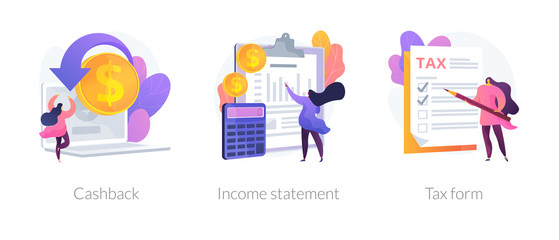 $
$
$
TAX
Cashback
Income statement
Tax form